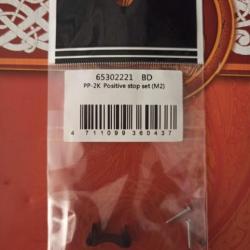 65302221 BD
PP-2K Positive stop set (M2)
4 711099 360437